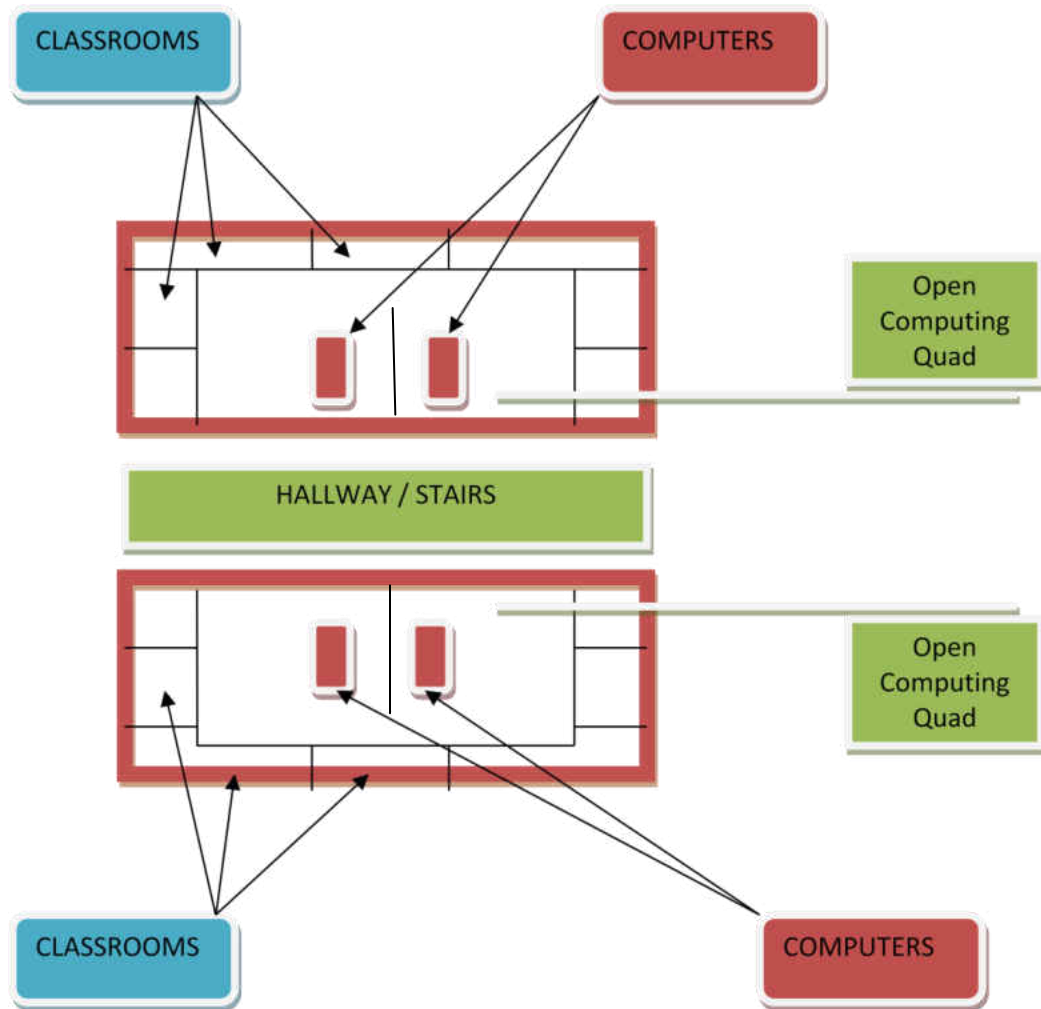 CLASSROOMS
COMPUTERS
Open
Computing
Quad
HALLWAY / STAIRS
Open
Computing
Quad
CLASSROOMS
COMPUTERS